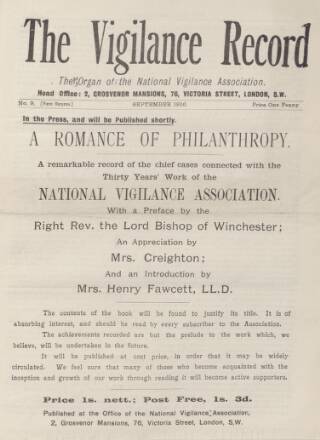 The Vigilance Record
The Organ of the National Vigilance Association.
Head Office: 2, GROSVENOR MANSIONS, 76, VICTORIA STREET, LONDON, S.W.
No. 9. [New Series.] SEPTEMBER 1916. Price One Penny
In the Press, and will be Published shortly.
A ROMANCE OF PHILANTHROPY.
A remarkable record of the chief cases connected with the
Thirty Years' Work of the
NATIONAL VIGILANCE ASSOCIATION.
With a Preface by the
Right Rev. the Lord Bishop of Winchester;
An Appreciation by
Mrs. Creighton;
And an Introduction by
Mrs. Henry Fawcett, LL.D.
The contents of the book will be found to justify its title. It is of
absorbing interest, and should be read by every subscriber to the Association.
The achievements recorded are but the prelude to the work which, we
believe, will be undertaken in the future.
It will be published at cost price, in order that it may be widely
circulated. We feel sure that many of those who become acquainted with the
inception and growth of our work through reading it will become active supporters.
Price 1s. nett; Post Free, 1s. 3d.
Published at the Office of the National Vigilance Association,
2, Grosvenor Mansions, 76, Victoria Street, London, S.W.